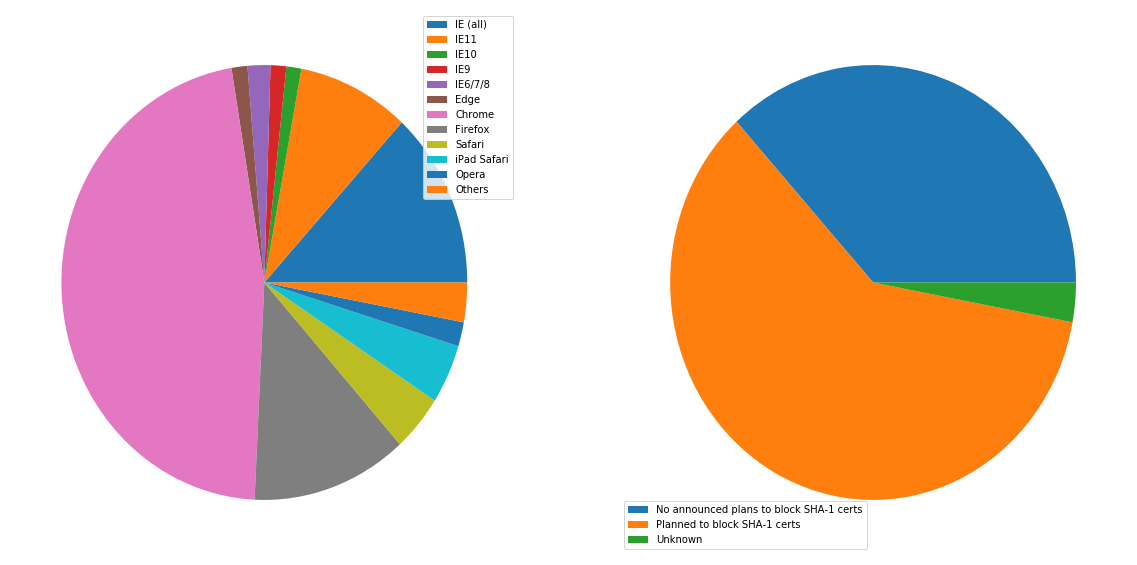 IE (all)
IE11
IE10
IE9
IE6/7/8
Edge
Chrome
Firefox
Safari
iPad Safari
Opera
Others
No announced plans to block SHA-1 certs
Planned to block SHA-1 certs
Unknown